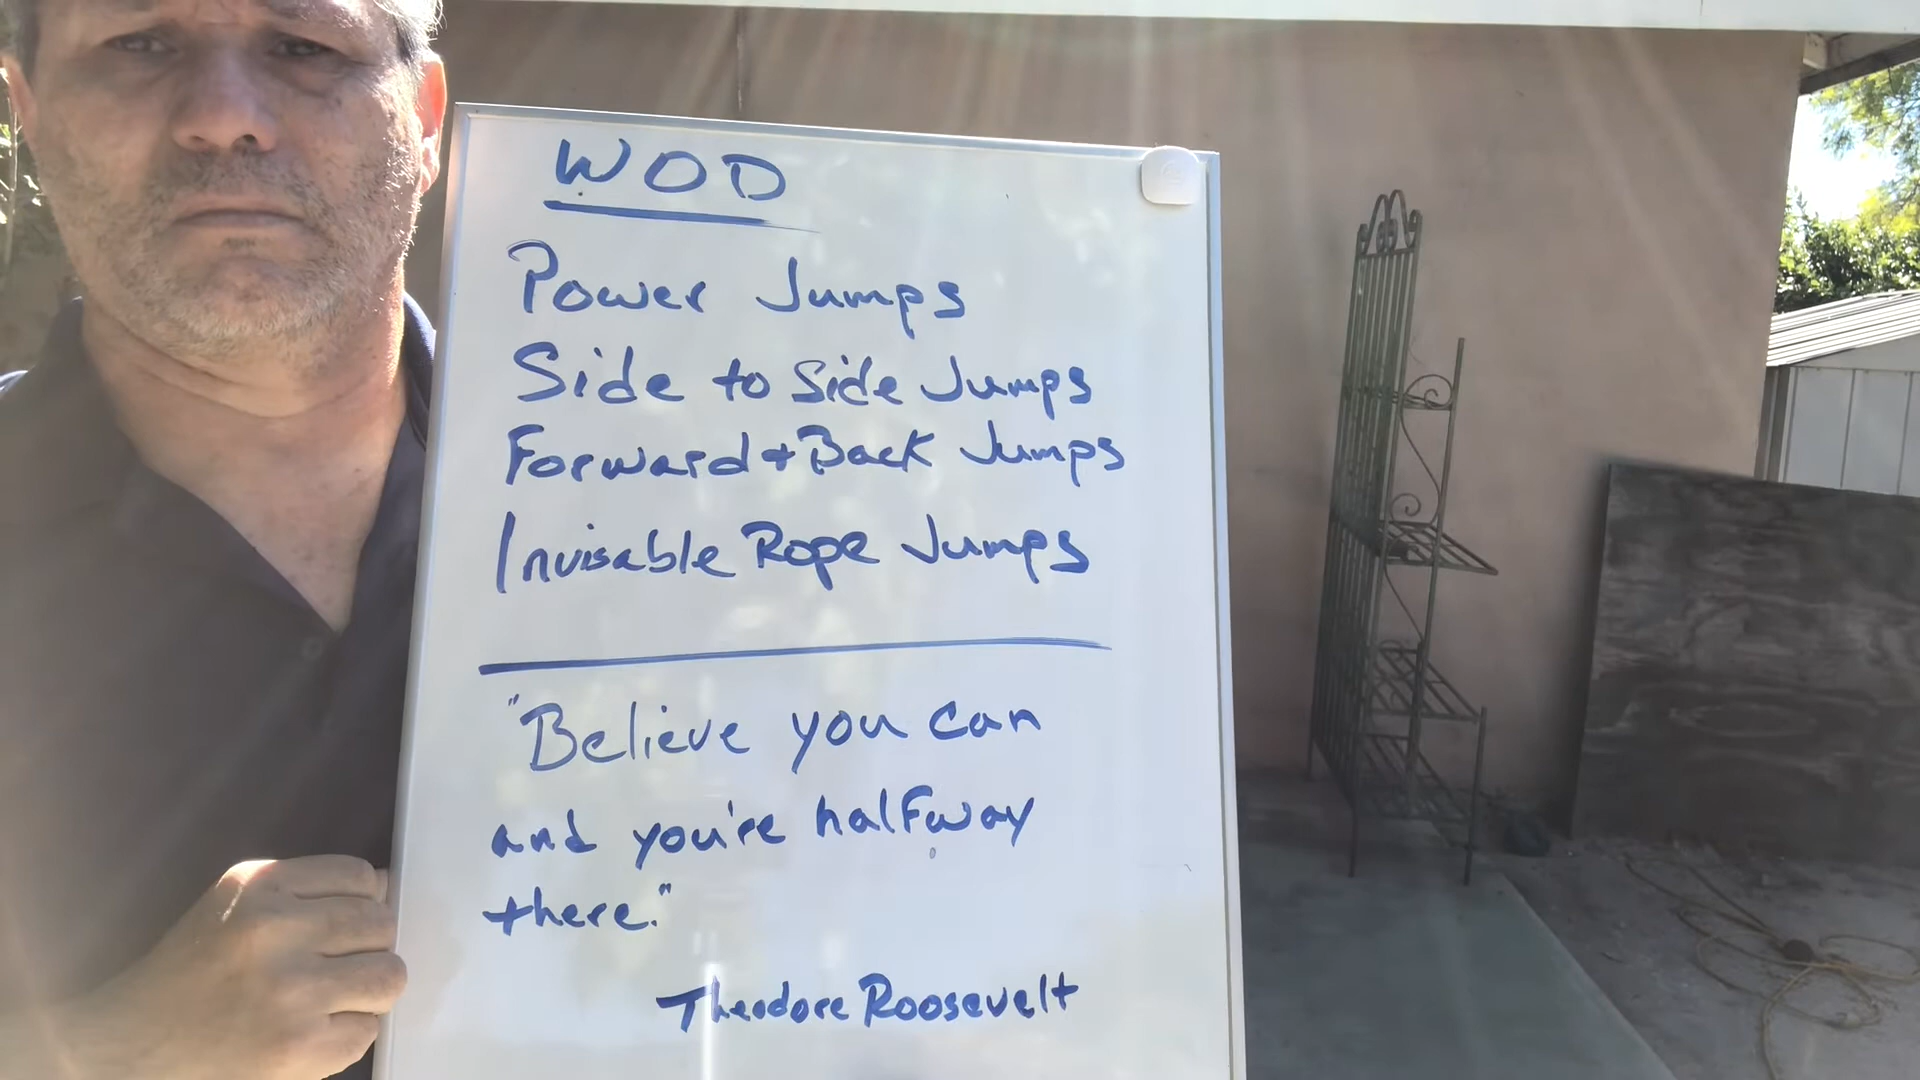 WOD
Power Jumps
Side to Side Jumps
Forward + Back Jumps
Invisable Rope Jumps
"Believe you can
and you're halfway
there."
Theodore Roosevelt